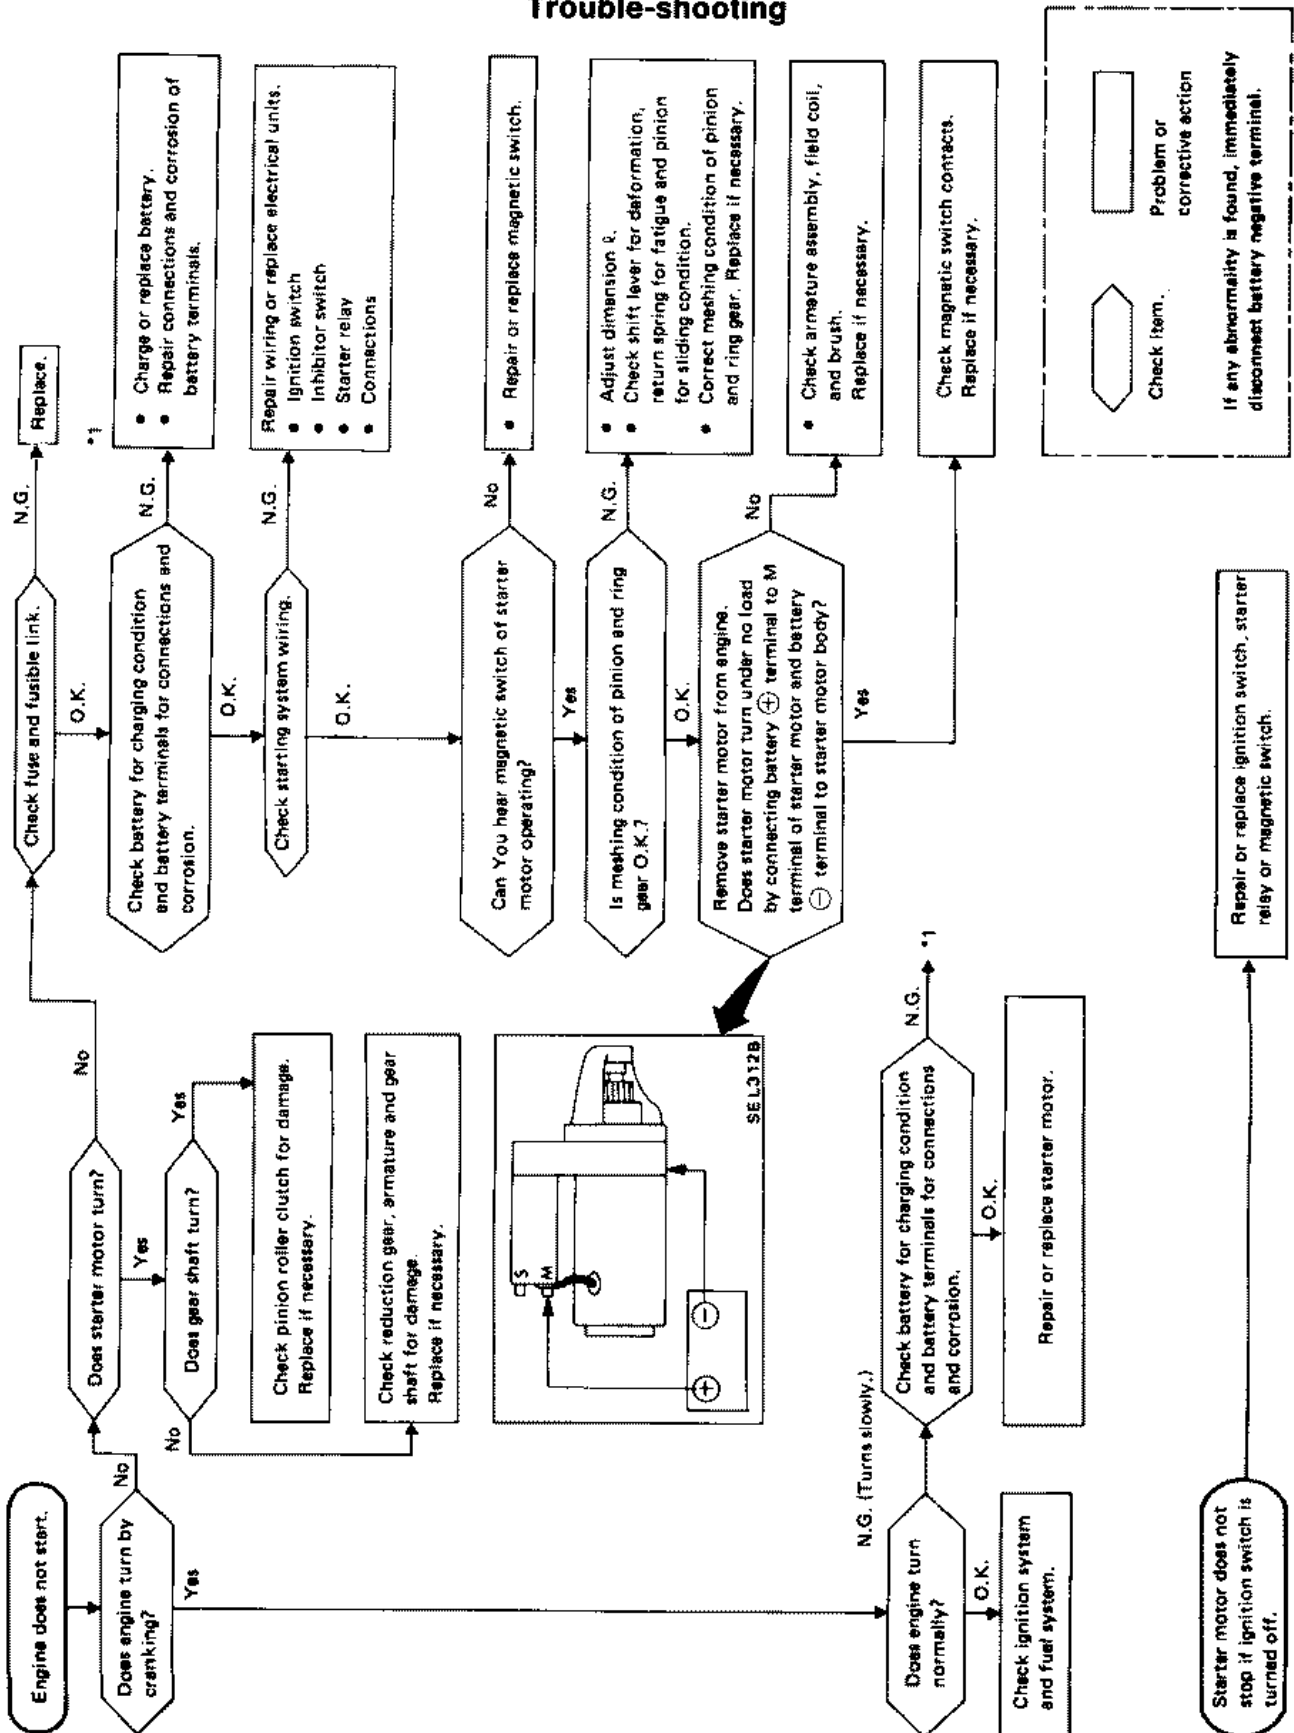 Trouble-shooting
Engine does not start.
Does engine turn by
cranking?
No
Yes
Does starter motor turn?
No
Yes
Does gear shaft turn?
Yes
No
Check pinion roller clutch for damage.
Replace if necessary.
Check reduction gear, armature and gear
shaft for damage.
Replace if necessary.
Check fuse and fusible link.
N.G.
Replace.
O.K.
Check battery for charging condition
and battery terminals for connections and
corrosion.
N.G.
*1
● Charge or replace battery.
● Repair connections and corrosion of
battery terminals.
O.K.
Check starting system wiring.
N.G.
Repair wiring or replace electrical units.
● Ignition switch
● Inhibitor switch
● Starter relay
● Connections
O.K.
Can You hear magnetic switch of starter
motor operating?
No
● Repair or replace magnetic switch.
Yes
Is meshing condition of pinion and ring
gear O.K.?
N.G.
● Adjust dimension ℓ.
● Check shift lever for deformation,
return spring for fatigue and pinion
for sliding condition.
● Correct meshing condition of pinion
and ring gear. Replace if necessary.
O.K.
Remove starter motor from engine.
Does starter motor turn under no load
by connecting battery ⊕ terminal to M
terminal of starter motor and battery
⊖ terminal to starter motor body?
No
● Check armature assembly, field coil,
and brush.
Replace if necessary.
Yes
Check magnetic switch contacts.
Replace if necessary.
S
M
⊕
⊖
SEL312B
Does engine turn
normally?
N.G. (Turns slowly.)
Check battery for charging condition
and battery terminals for connections
and corrosion.
N.G.
*1
O.K.
Repair or replace starter motor.
O.K.
Check ignition system
and fuel system.
Starter motor does not
stop if ignition switch is
turned off.
Repair or replace ignition switch, starter
relay or magnetic switch.
Check item.
Problem or
corrective action
If any abnormality is found, immediately
disconnect battery negative terminal.